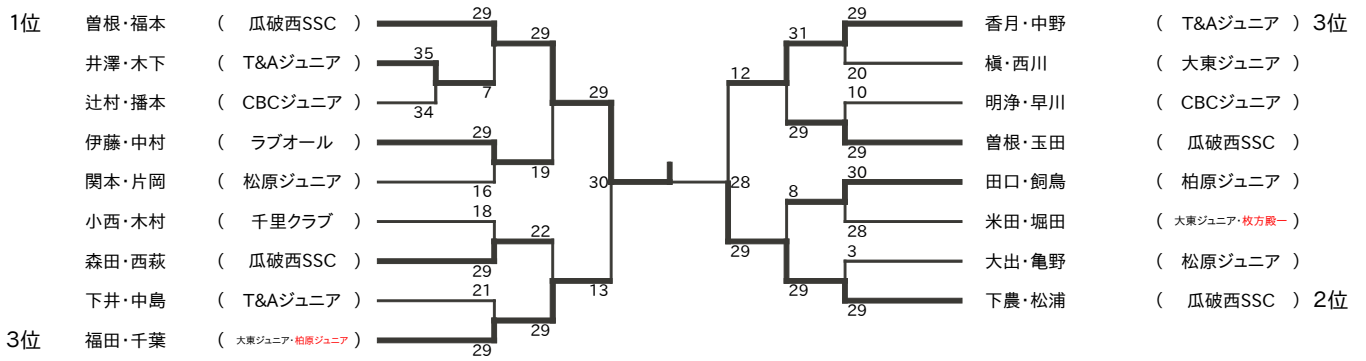 1位 曽根・福本 ( 瓜破西SSC ) 29
井澤・木下 ( T&Aジュニア ) 35
辻村・播本 ( CBCジュニア ) 34
7
29
伊藤・中村 ( ラブオール ) 29
関本・片岡 ( 松原ジュニア ) 16
19
29
小西・木村 ( 千里クラブ ) 18
森田・西萩 ( 瓜破西SSC ) 29
22
下井・中島 ( T&Aジュニア ) 21
3位 福田・千葉 ( 大東ジュニア・柏原ジュニア ) 29
29
13
30
28
29 香月・中野 ( T&Aジュニア ) 3位
20 槇・西川 ( 大東ジュニア )
31
10 明浄・早川 ( CBCジュニア )
29 曽根・玉田 ( 瓜破西SSC )
29
12
30 田口・飼鳥 ( 柏原ジュニア )
28 米田・堀田 ( 大東ジュニア・枚方殿一 )
8
3 大出・亀野 ( 松原ジュニア )
29 下農・松浦 ( 瓜破西SSC ) 2位
29
29